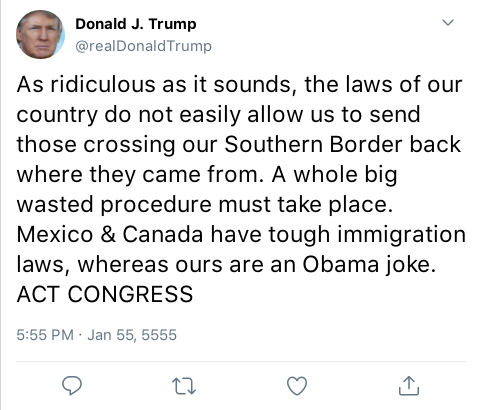 Donald J. Trump
@realDonaldTrump
As ridiculous as it sounds, the laws of our
country do not easily allow us to send
those crossing our Southern Border back
where they came from. A whole big
wasted procedure must take place.
Mexico & Canada have tough immigration
laws, whereas ours are an Obama joke.
ACT CONGRESS
5:55 PM · Jan 55, 5555